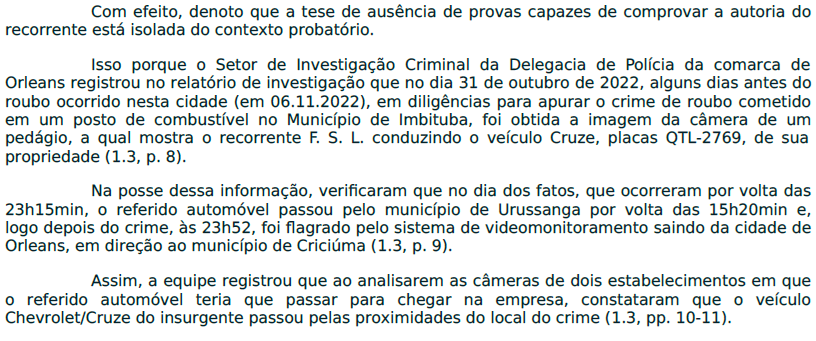 Com efeito, denoto que a tese de ausência de provas capazes de comprovar a autoria do
recorrente está isolada do contexto probatório.
Isso porque o Setor de Investigação Criminal da Delegacia de Polícia da comarca de
Orleans registrou no relatório de investigação que no dia 31 de outubro de 2022, alguns dias antes do
roubo ocorrido nesta cidade (em 06.11.2022), em diligências para apurar o crime de roubo cometido
em um posto de combustível no Município de Imbituba, foi obtida a imagem da câmera de um
pedágio, a qual mostra o recorrente F. S. L. conduzindo o veículo Cruze, placas QTL-2769, de sua
propriedade (1.3, p. 8).
Na posse dessa informação, verificaram que no dia dos fatos, que ocorreram por volta das
23h15min, o referido automóvel passou pelo município de Urussanga por volta das 15h20min e,
logo depois do crime, às 23h52, foi flagrado pelo sistema de videomonitoramento saindo da cidade de
Orleans, em direção ao município de Criciúma (1.3, p. 9).
Assim, a equipe registrou que ao analisarem as câmeras de dois estabelecimentos em que
o referido automóvel teria que passar para chegar na empresa, constataram que o veículo
Chevrolet/Cruze do insurgente passou pelas proximidades do local do crime (1.3, pp. 10-11).